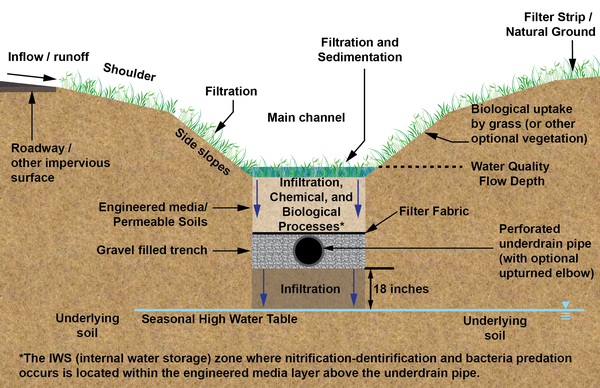 Filter Strip /
Natural Ground
Inflow / runoff
Shoulder
Filtration and
Sedimentation
Filtration
Main channel
Biological uptake
by grass (or other
optional vegetation)
Roadway /
other impervious
surface
Side slopes
Water Quality
Flow Depth
Infiltration,
Chemical, and
Biological
Processes*
Engineered media/
Permeable Soils
Filter Fabric
Gravel filled trench
Perforated
underdrain pipe
(with optional
upturned elbow)
Infiltration
18 inches
Underlying
soil
Seasonal High Water Table
Underlying
soil
*The IWS (internal water storage) zone where nitrification-dentirification and bacteria predation
occurs is located within the engineered media layer above the underdrain pipe.